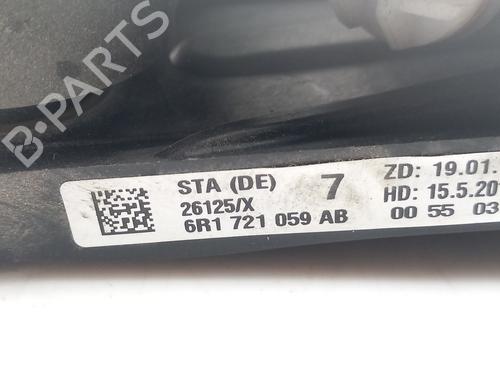 B-PARTS
STA (DE) 7 ZD: 19.01.
26125/X HD: 15.5.20
6R1 721 059 AB 00 55 03